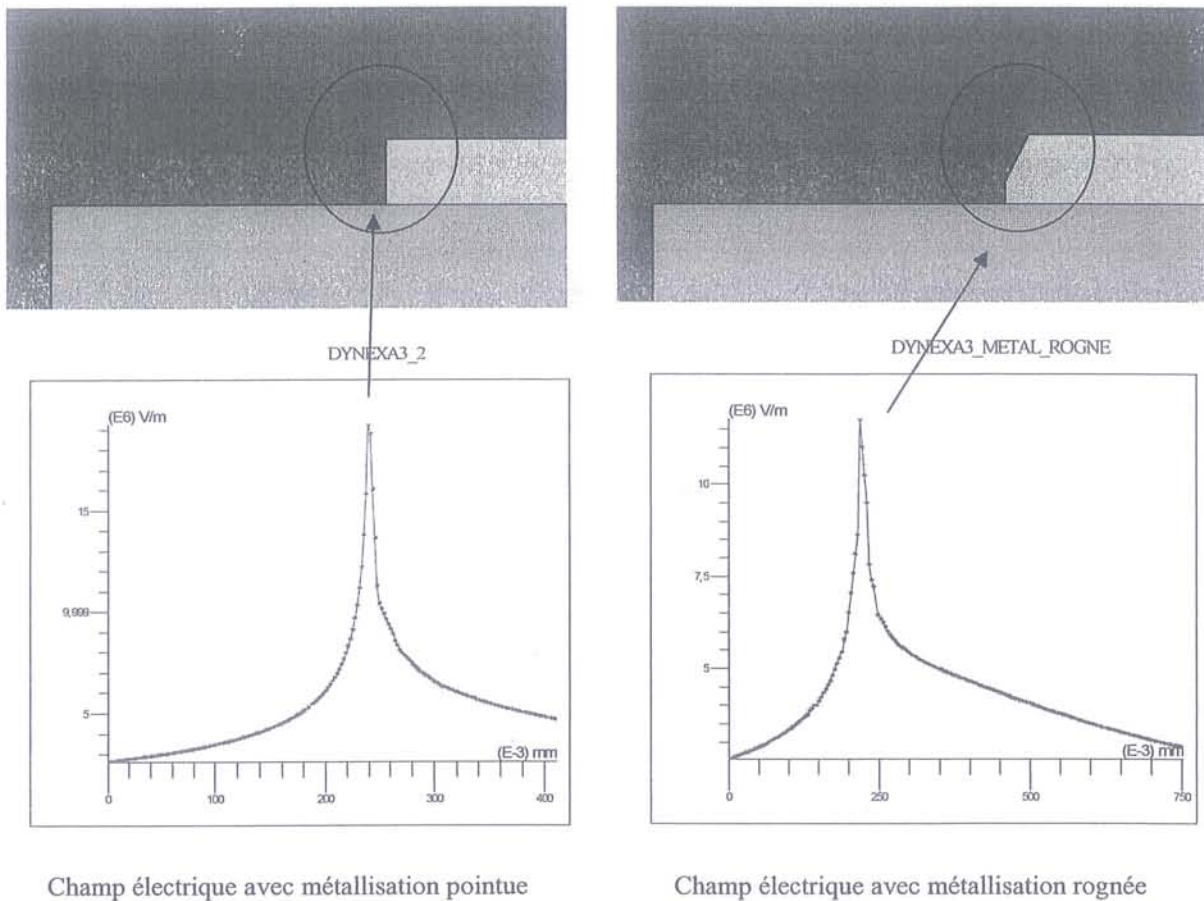 DYNEXA3_2
DYNEXA3_METAL_ROGNE
(E6) V/m
15
9,999
5
(E-3) mm
0 100 200 300 400
(E6) V/m
10
7,5
5
(E-3) mm
0 250 500 750
Champ électrique avec métallisation pointue
Champ électrique avec métallisation rognée